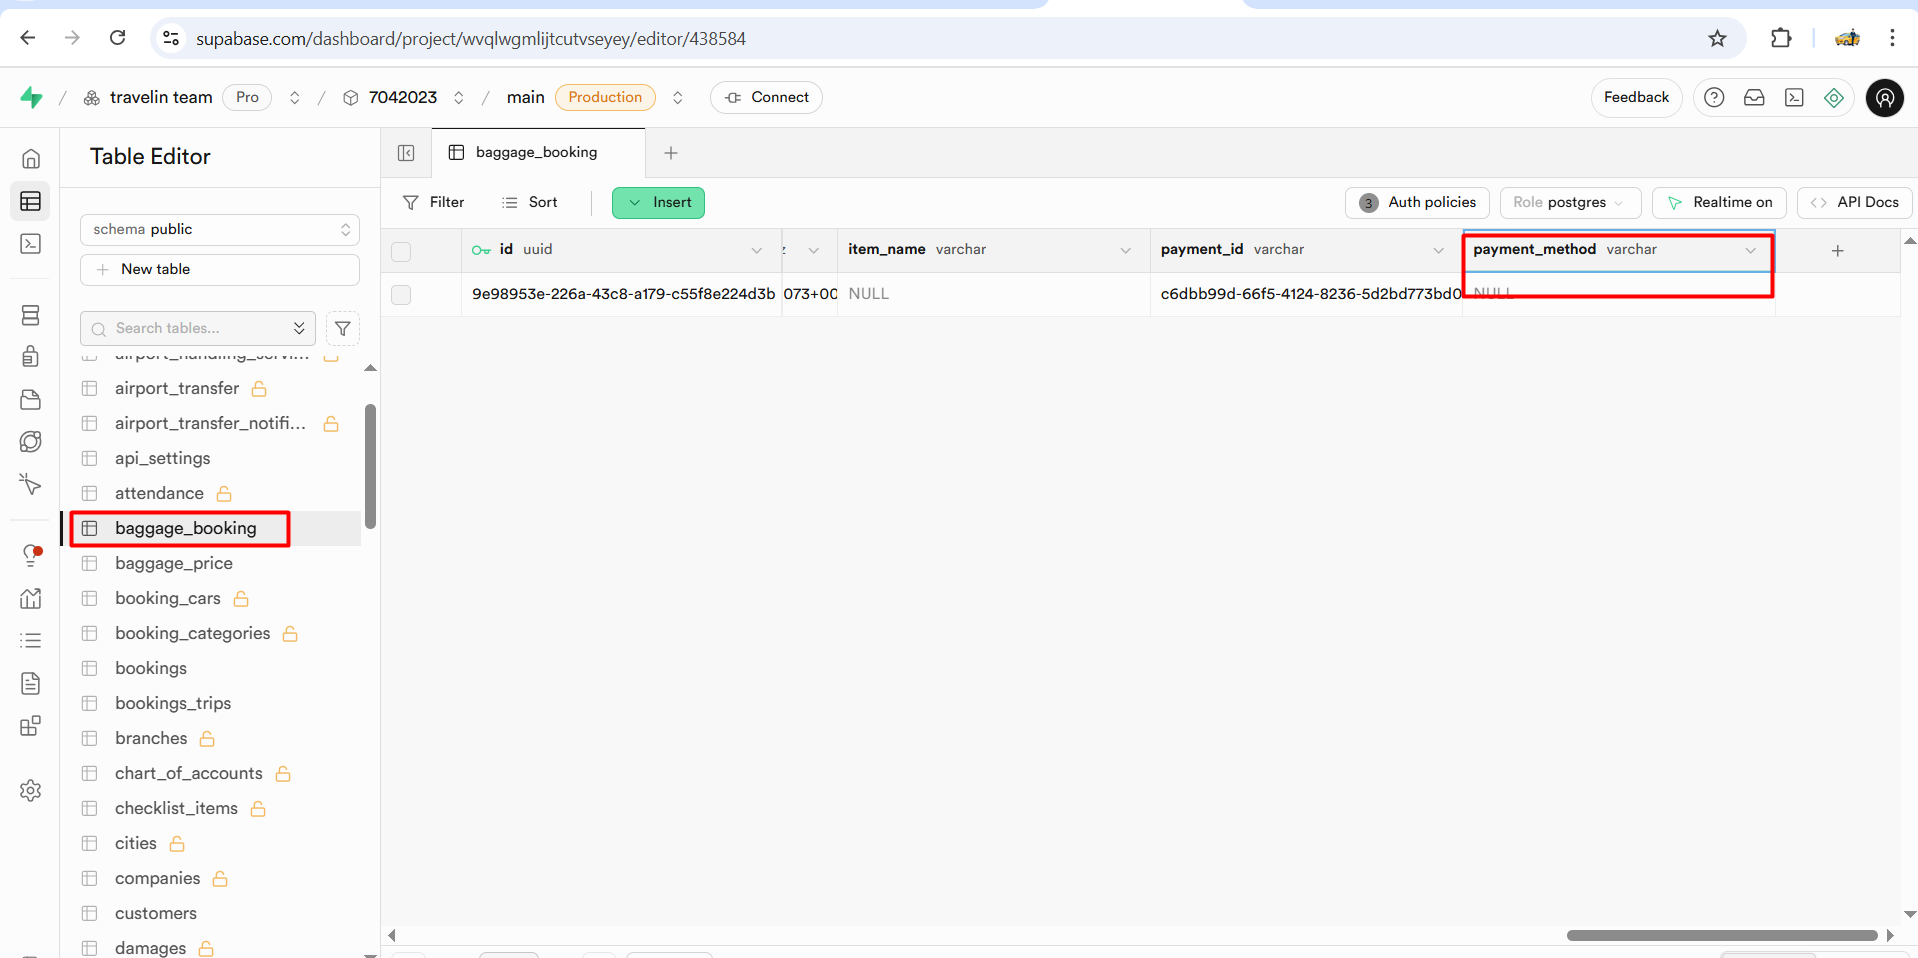 supabase.com/dashboard/project/wvqlwgmlijtcutvseyey/editor/438584
/ travelin team Pro / 7042023 / main Production Connect Feedback
Table Editor
baggage_booking
schema public
New table
Search tables...
Filter Sort Insert 3 Auth policies Role postgres Realtime on API Docs
id uuid z item_name varchar payment_id varchar payment_method varchar
9e98953e-226a-43c8-a179-c55f8e224d3b 073+00 NULL c6dbb99d-66f5-4124-8236-5d2bd773bd0 NULL
airport_handling_servi...
airport_transfer
airport_transfer_notifi...
api_settings
attendance
baggage_booking
baggage_price
booking_cars
booking_categories
bookings
bookings_trips
branches
chart_of_accounts
checklist_items
cities
companies
customers
damages